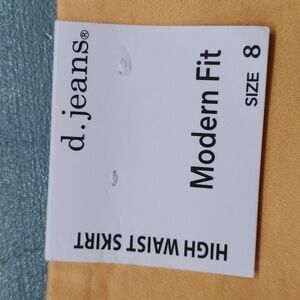 d. jeans®
Modern Fit
SIZE 8
HIGH WAIST SKIRT